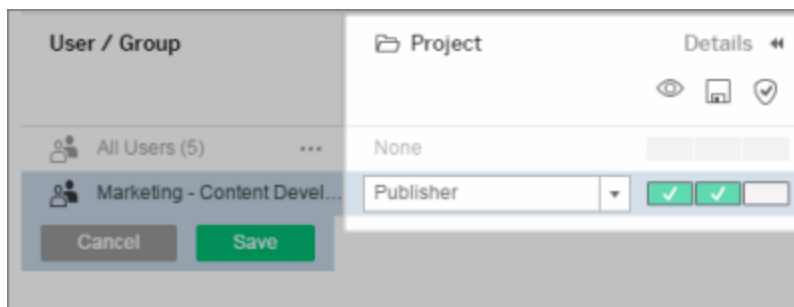 User / Group Project Details
All Users (5) ... None
Marketing - Content Devel... Publisher
Cancel Save